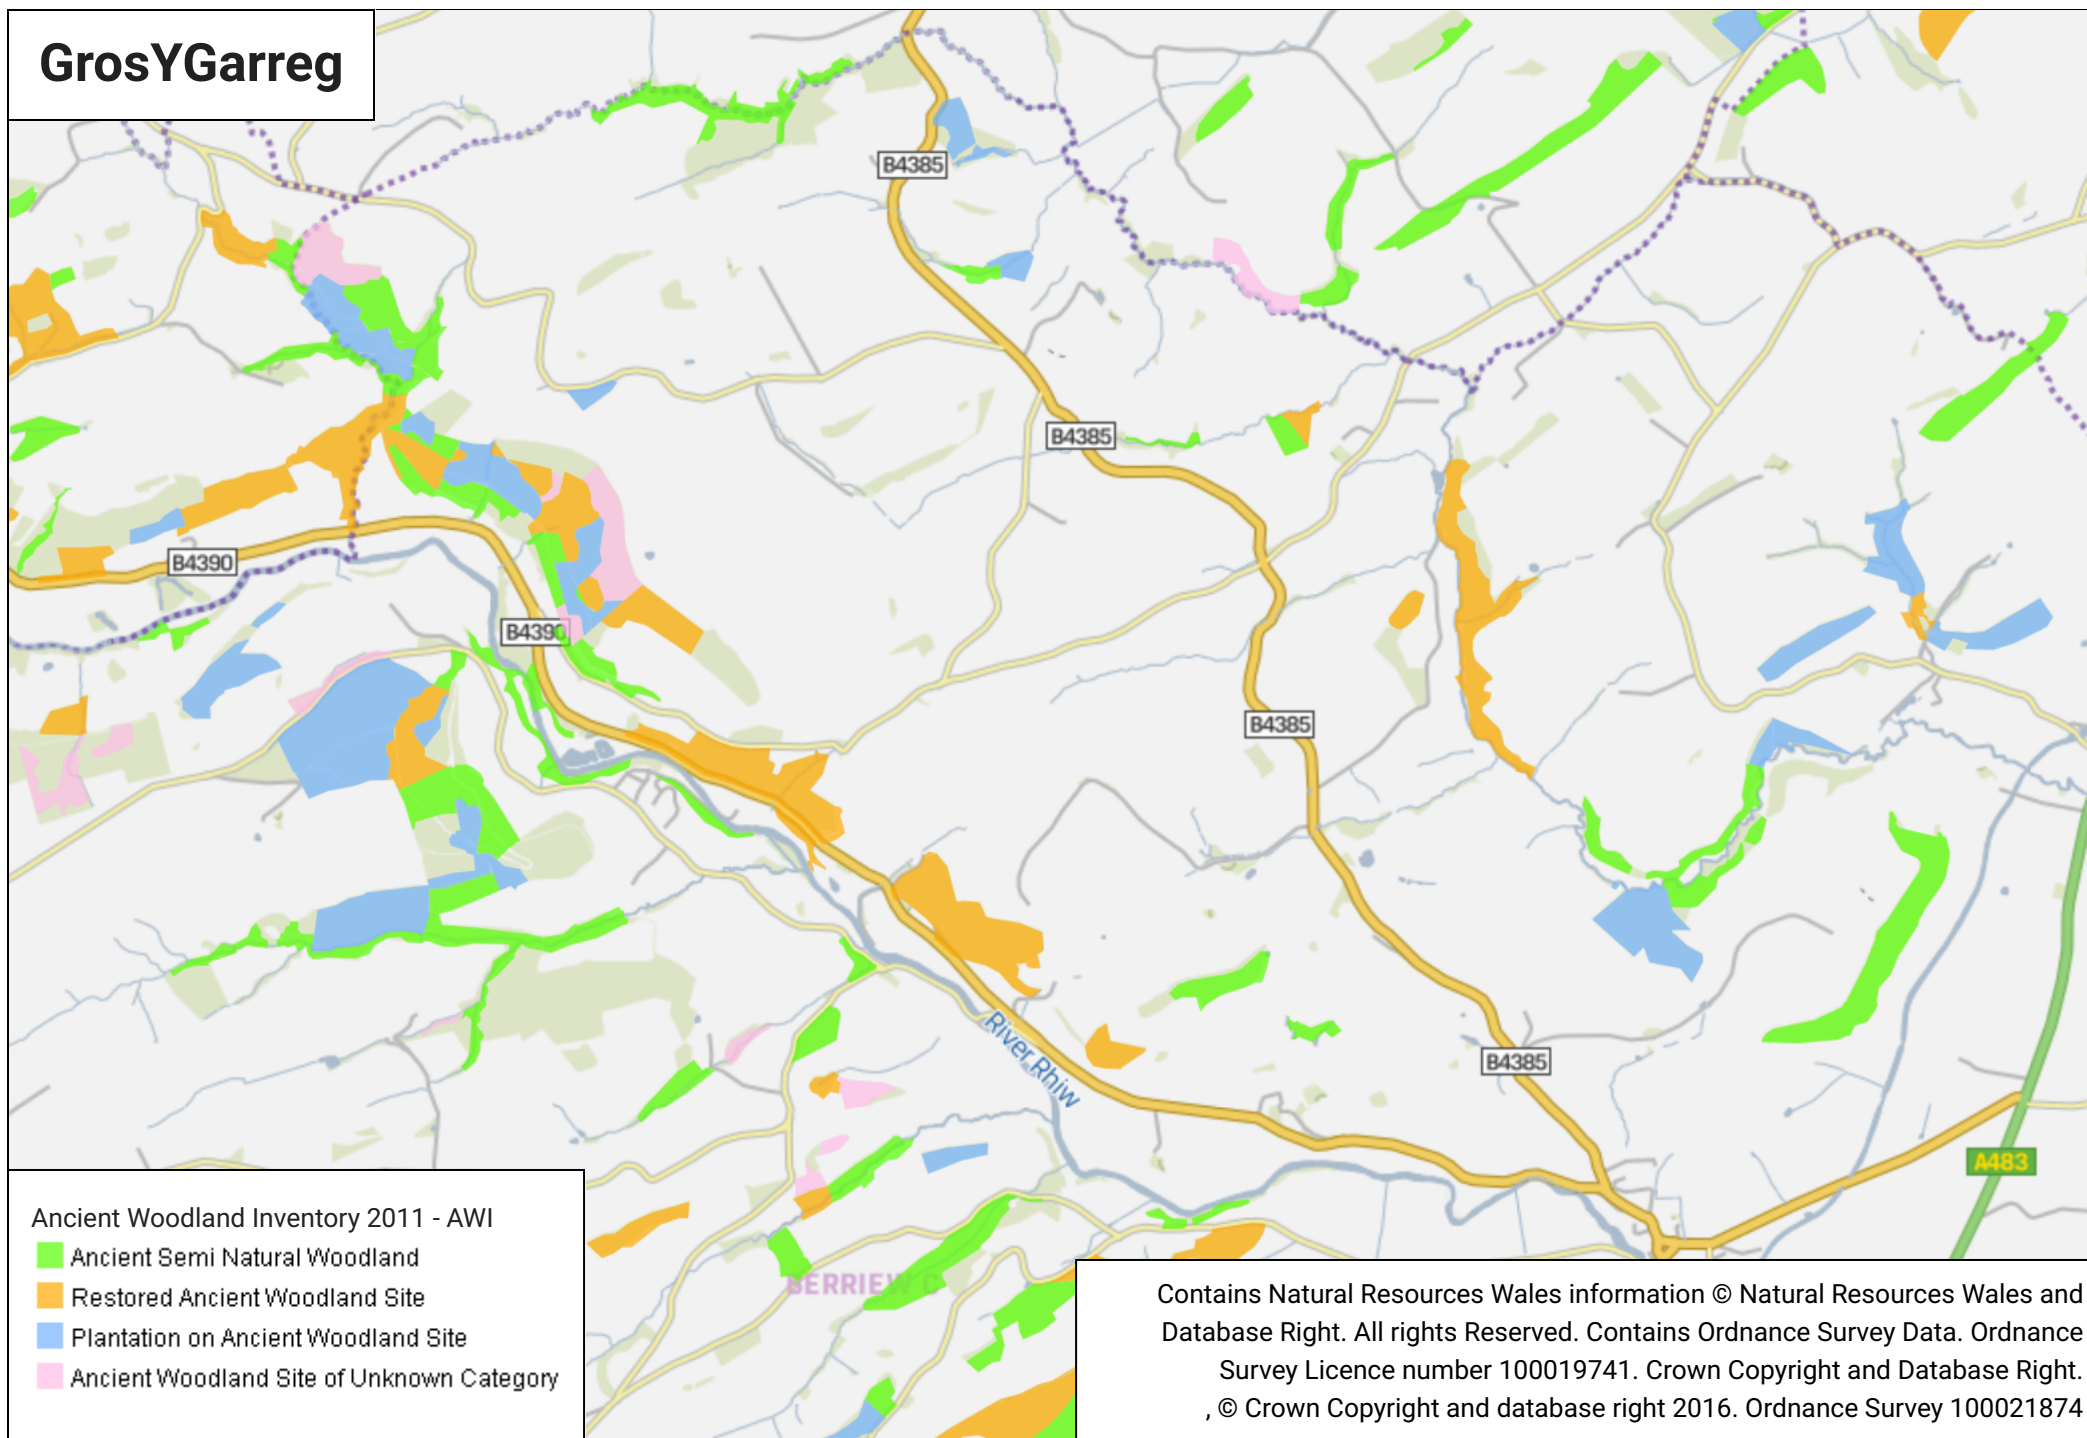 GrosYGarreg
B4385
B4385
B4390
B4390
B4385
River Rhiw
B4385
A483
BERRIEW C
Ancient Woodland Inventory 2011 - AWI
Ancient Semi Natural Woodland
Restored Ancient Woodland Site
Plantation on Ancient Woodland Site
Ancient Woodland Site of Unknown Category
Contains Natural Resources Wales information © Natural Resources Wales and
Database Right. All rights Reserved. Contains Ordnance Survey Data. Ordnance
Survey Licence number 100019741. Crown Copyright and Database Right.
, © Crown Copyright and database right 2016. Ordnance Survey 100021874